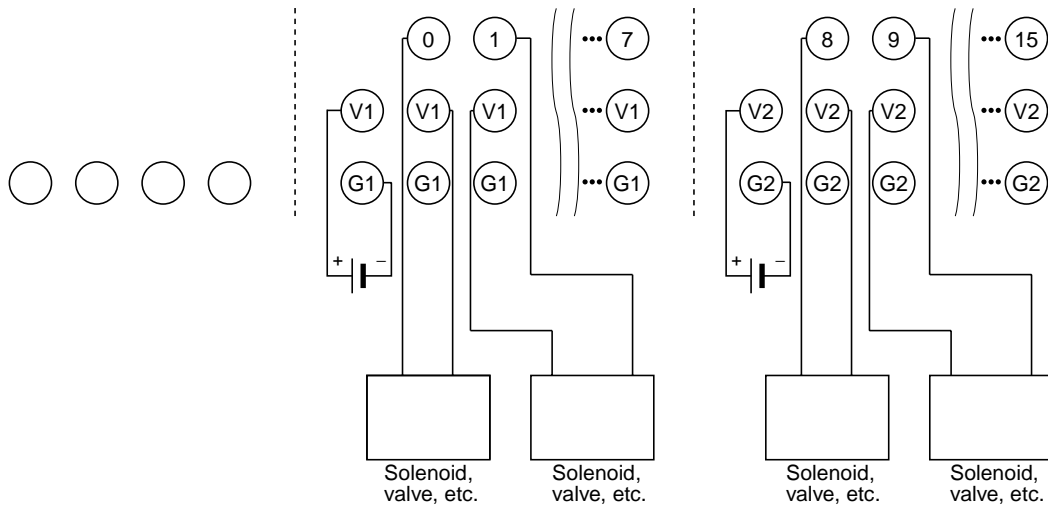 0 1 ••• 7 8 9 ••• 15
V1 V1 V1 ••• V1 V2 V2 V2 ••• V2
G1 G1 G1 ••• G1 G2 G2 G2 ••• G2
+ − + −
Solenoid, Solenoid, Solenoid, Solenoid,
valve, etc. valve, etc. valve, etc. valve, etc.